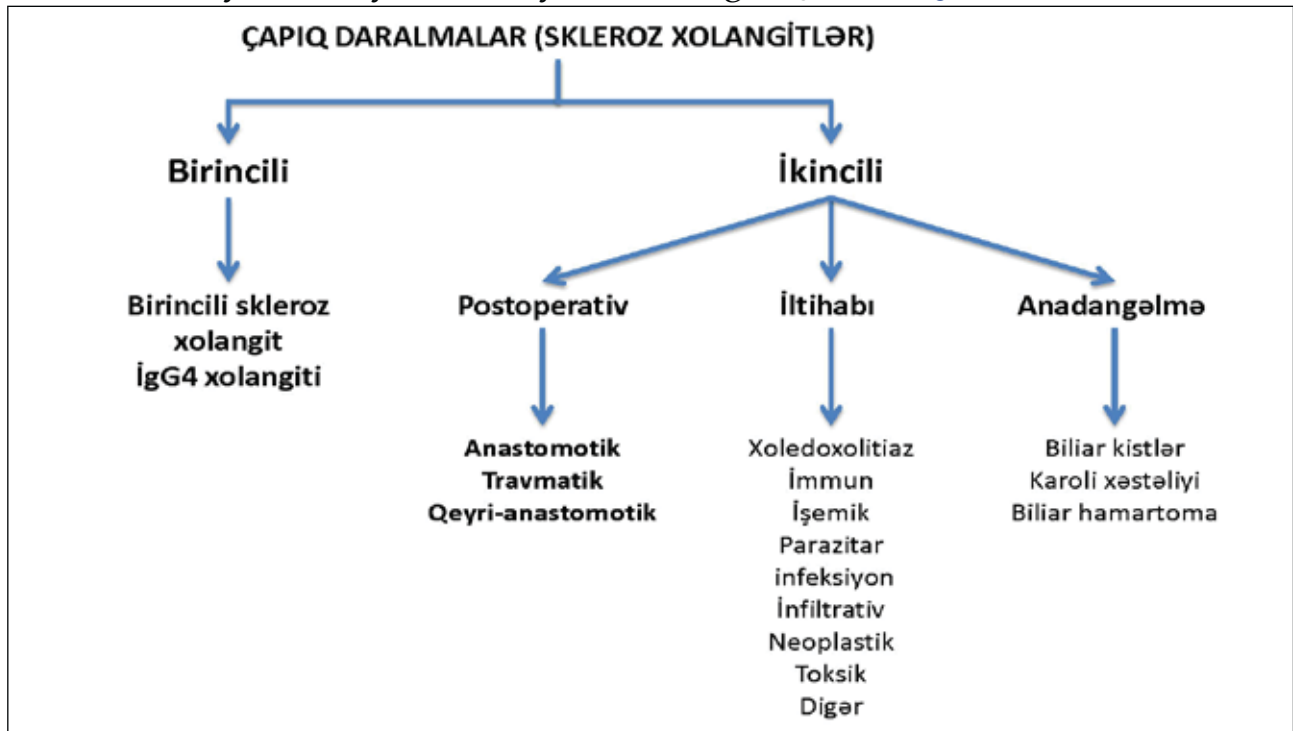 ÇAPIQ DARALMALAR (SKLEROZ XOLANGİTLƏR)
Birincili
İkincili
Birincili skleroz
xolangit
İgG4 xolangiti
Postoperativ
İltihabı
Anadangəlmə
Anastomotik
Travmatik
Qeyri-anastomotik
Xoledoxolitiaz
İmmun
İşemik
Parazitar
infeksiyon
İnfiltrativ
Neoplastik
Toksik
Digər
Biliar kistlər
Karoli xəstəliyi
Biliar hamartoma